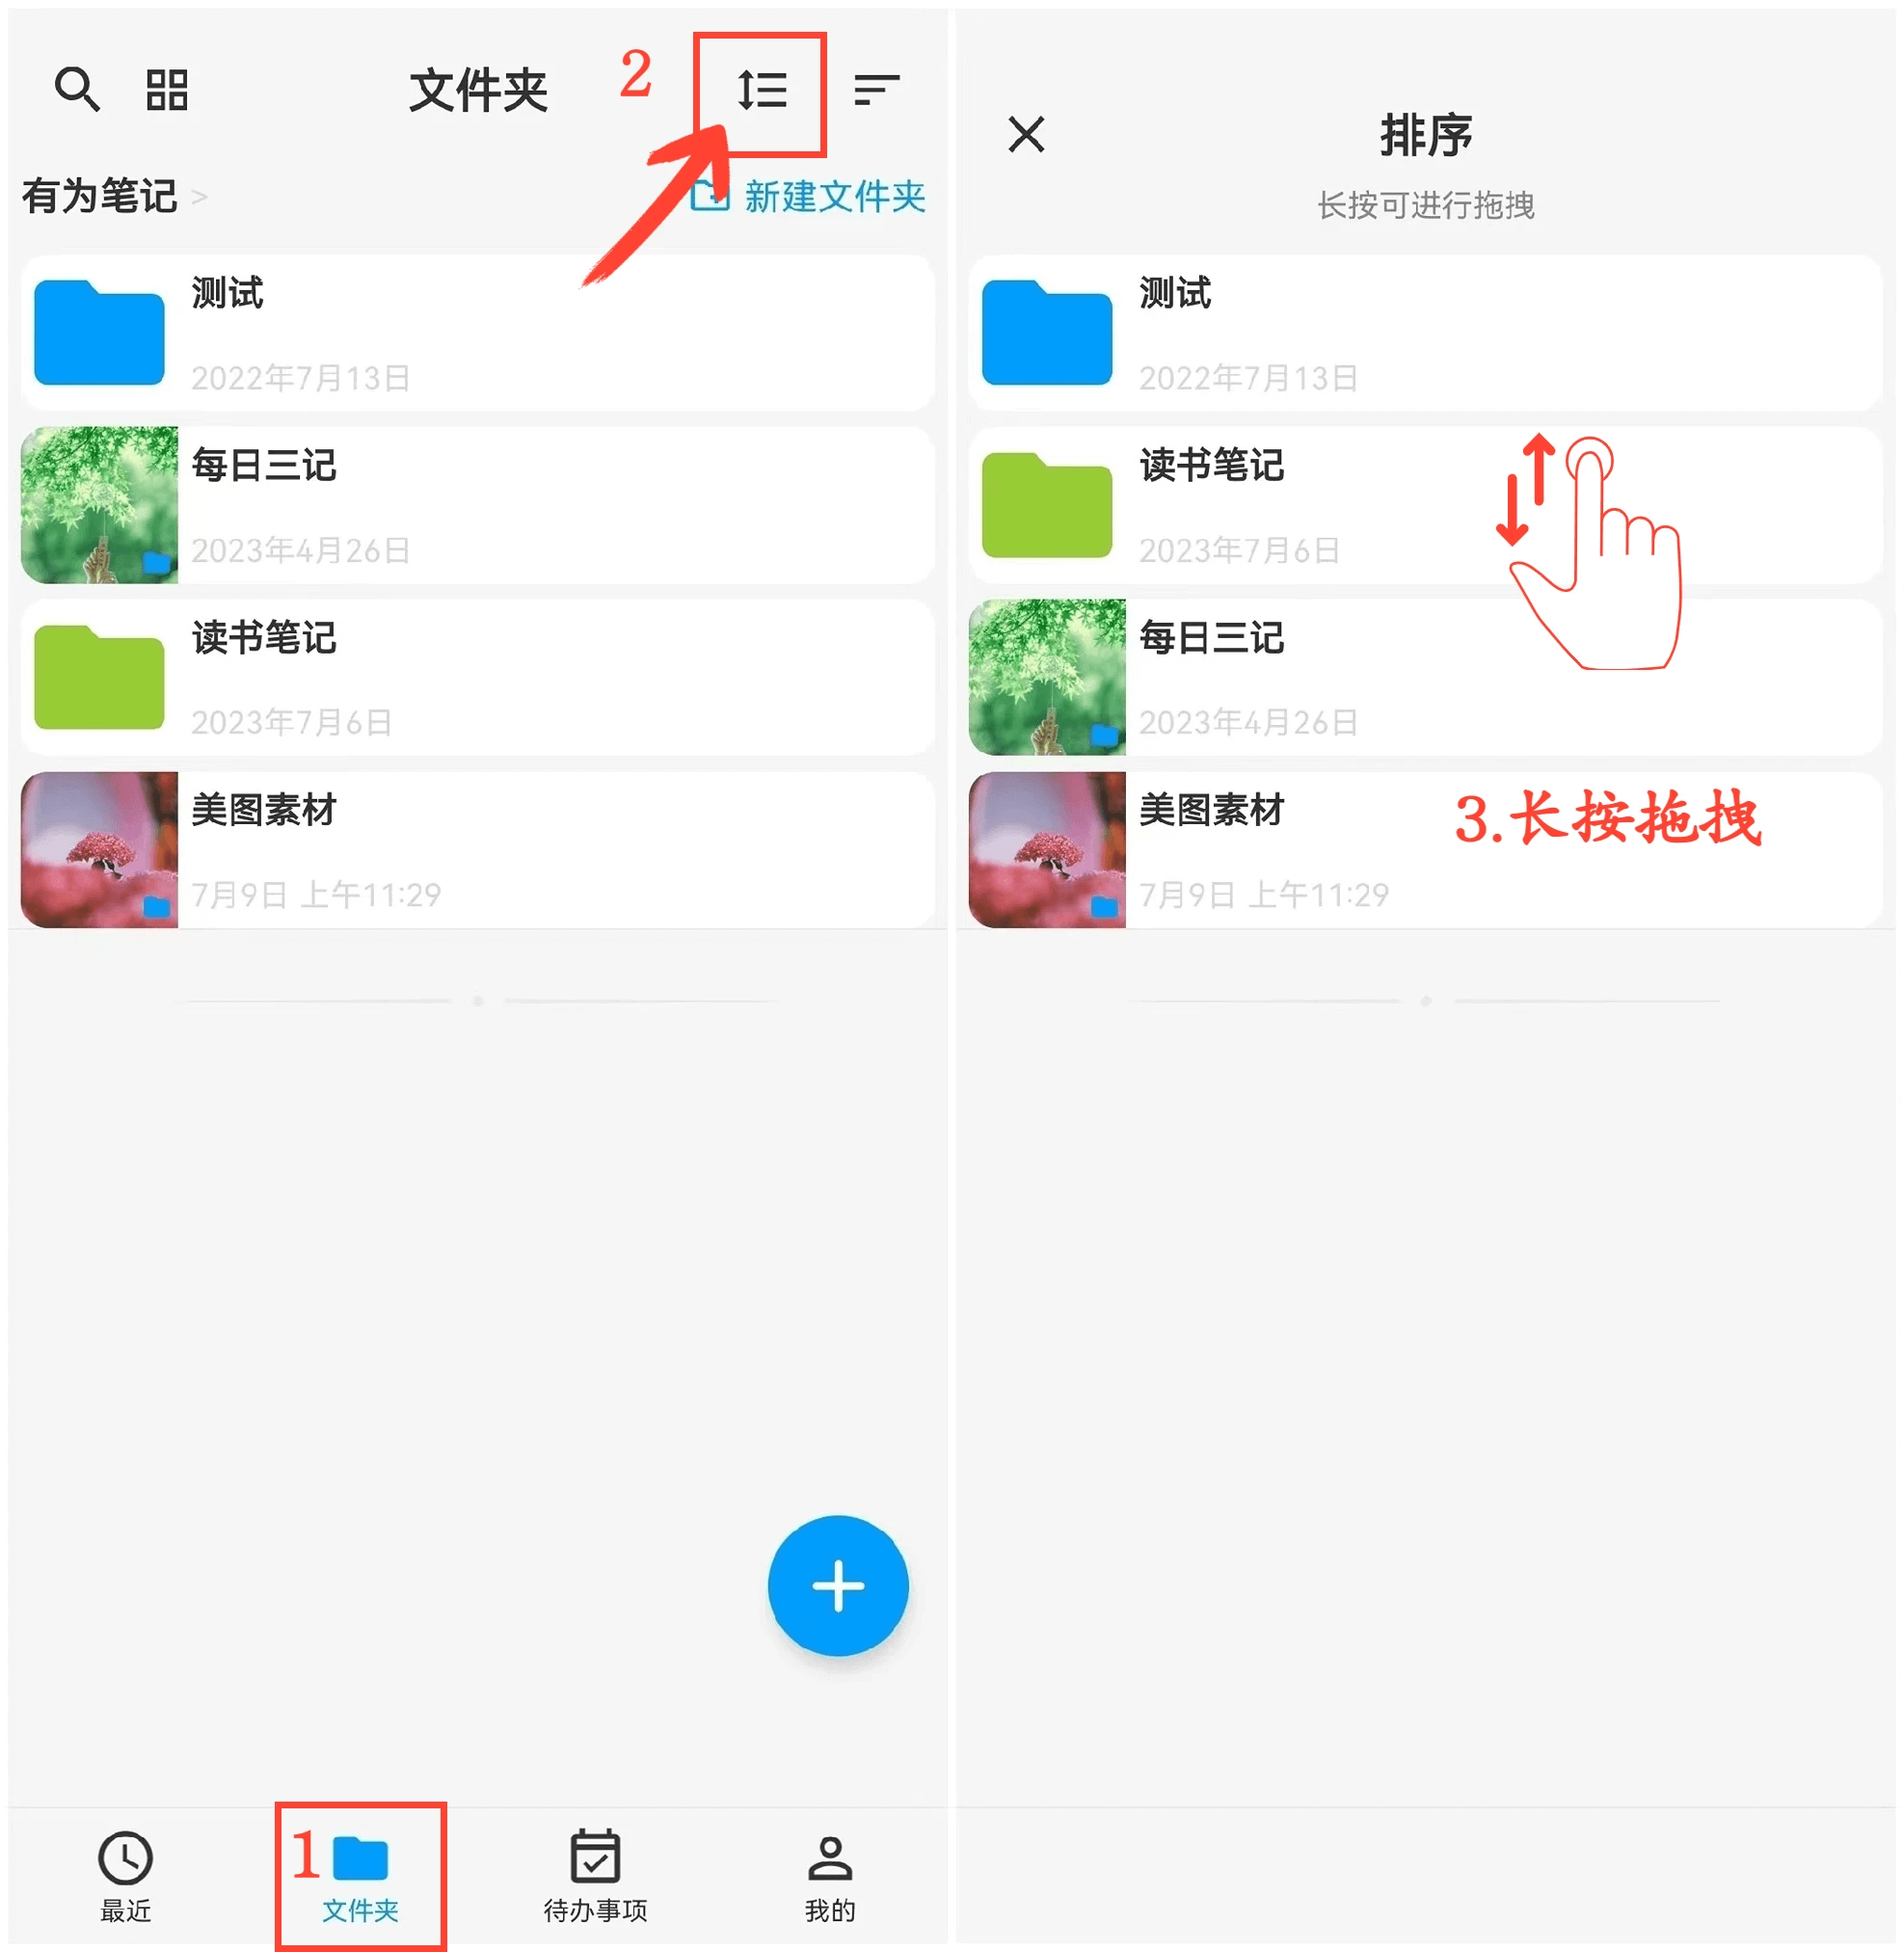 文件夹
2
有为笔记 >
新建文件夹
测试
2022年7月13日
每日三记
2023年4月26日
读书笔记
2023年7月6日
美图素材
7月9日 上午11:29
1
最近
文件夹
待办事项
我的
排序
长按可进行拖拽
测试
2022年7月13日
读书笔记
2023年7月6日
每日三记
2023年4月26日
美图素材
3.长按拖拽
7月9日 上午11:29